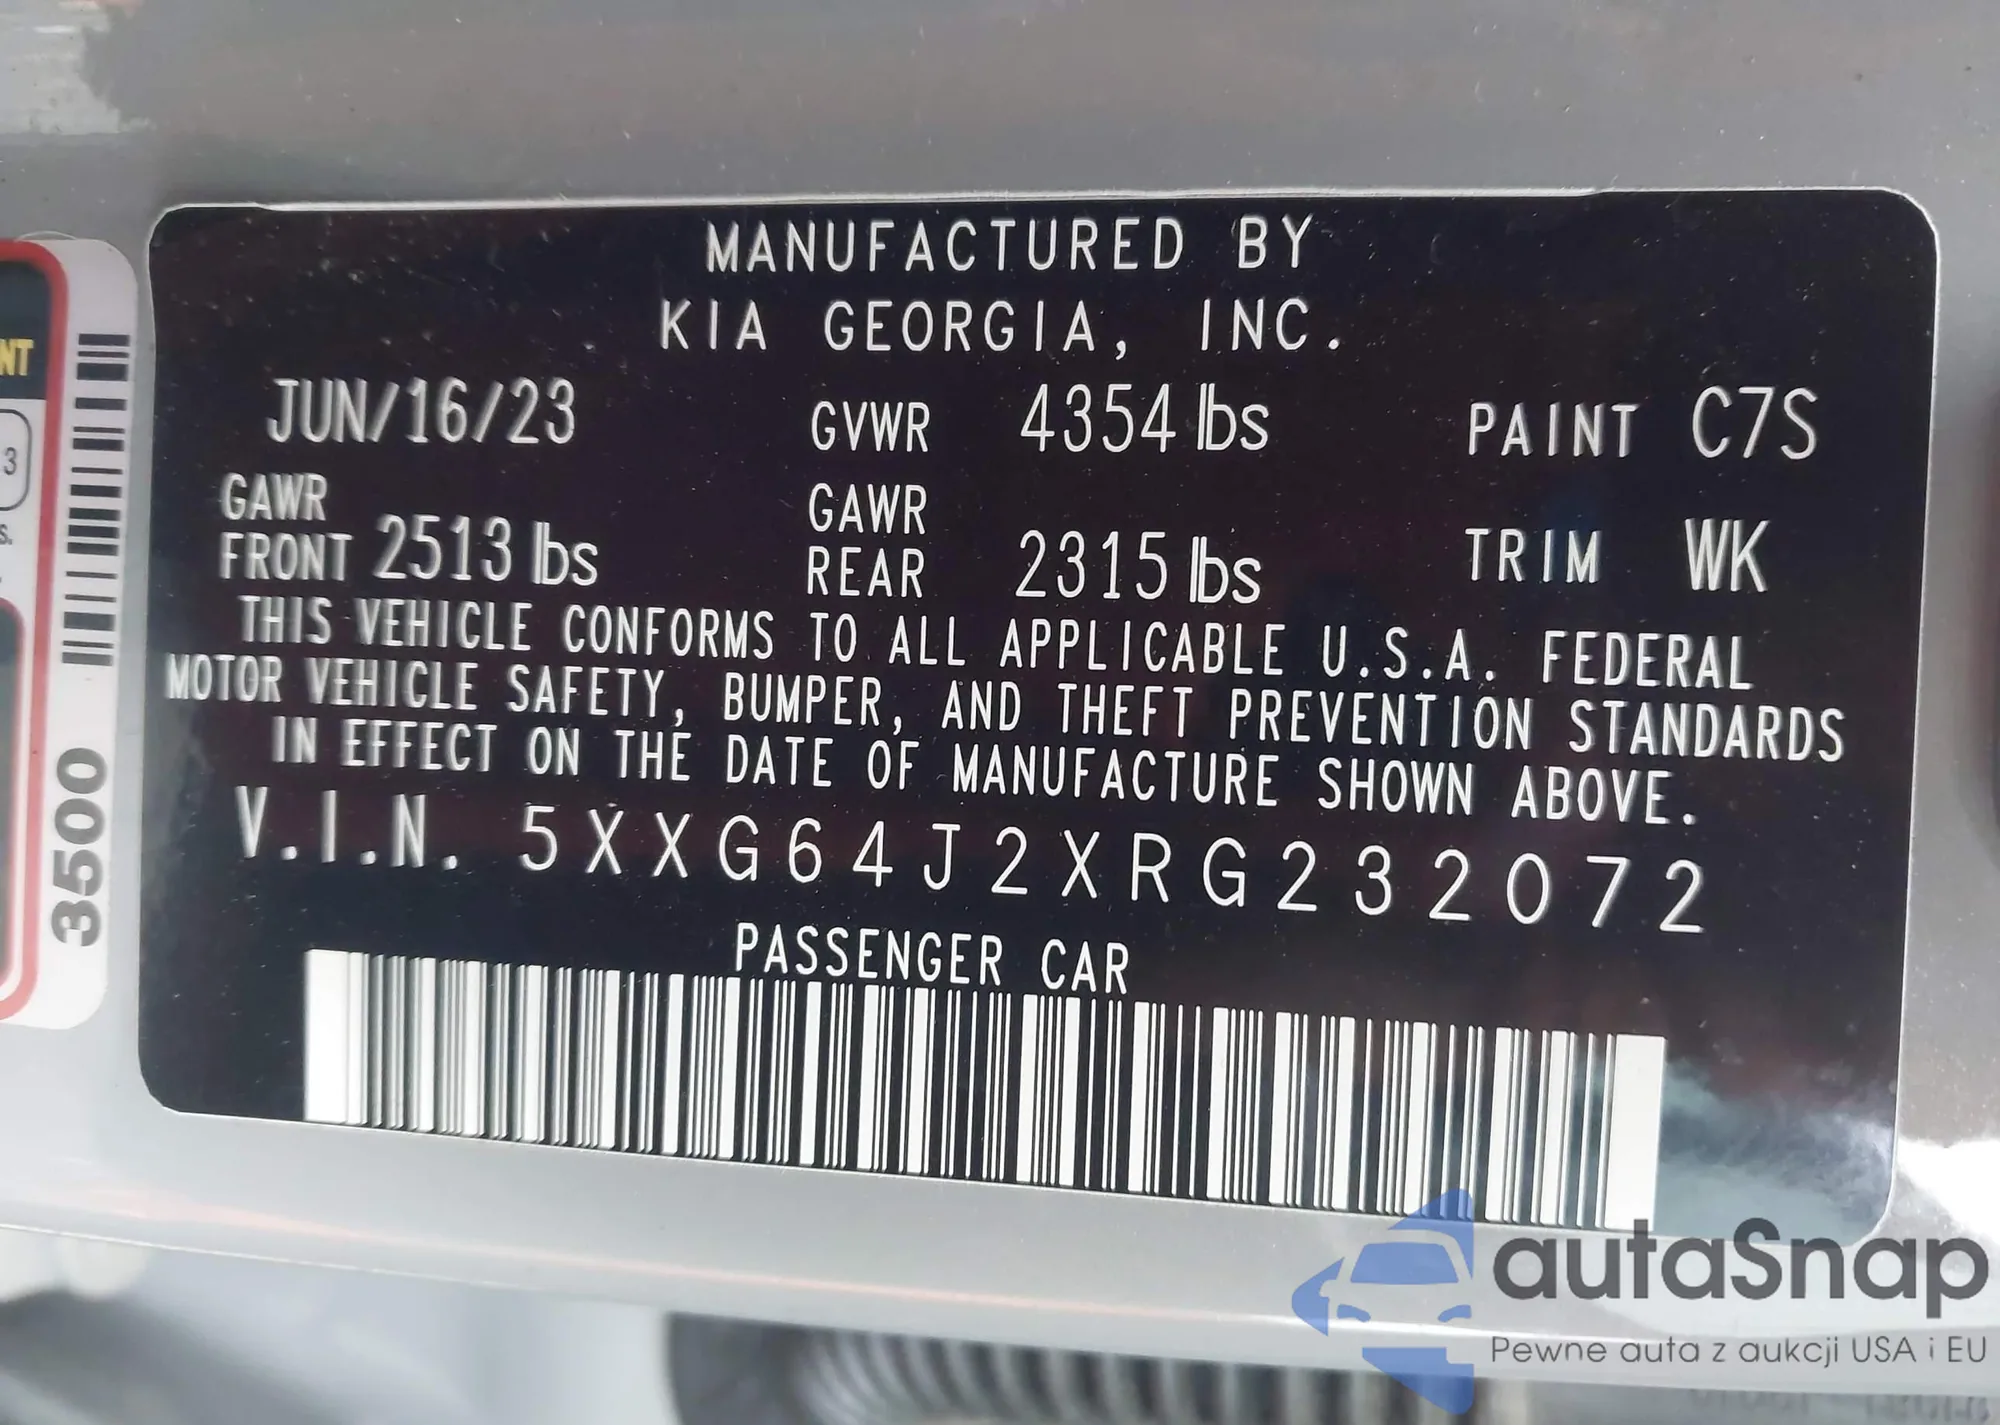 MANUFACTURED BY
KIA GEORGIA, INC.
JUN/16/23 GVWR 4354 lbs PAINT C7S
GAWR FRONT 2513 lbs GAWR REAR 2315 lbs TRIM WK
THIS VEHICLE CONFORMS TO ALL APPLICABLE U.S.A. FEDERAL
MOTOR VEHICLE SAFETY, BUMPER, AND THEFT PREVENTION STANDARDS
IN EFFECT ON THE DATE OF MANUFACTURE SHOWN ABOVE.
V.I.N. 5XXG64J2XRG232072
PASSENGER CAR
NT
3
S.
3500
autaSnap
Pewne auta z aukcji USA i EU